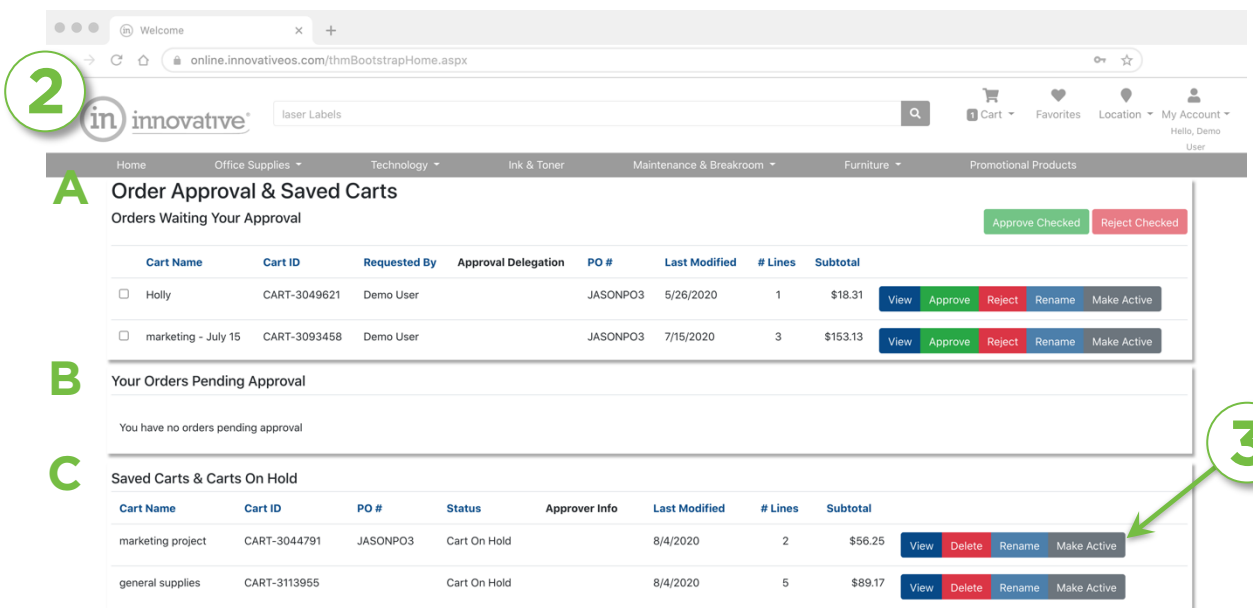 Welcome × +
online.innovativeos.com/thmBootstrapHome.aspx
2
in innovative®
laser Labels
1 Cart Favorites Location My Account
Hello, Demo
User
Home Office Supplies Technology Ink & Toner Maintenance & Breakroom Furniture Promotional Products
A
Order Approval & Saved Carts
Orders Waiting Your Approval
Approve Checked Reject Checked
Cart Name Cart ID Requested By Approval Delegation PO # Last Modified # Lines Subtotal
Holly CART-3049621 Demo User JASONPO3 5/26/2020 1 $18.31 View Approve Reject Rename Make Active
marketing - July 15 CART-3093458 Demo User JASONPO3 7/15/2020 3 $153.13 View Approve Reject Rename Make Active
B
Your Orders Pending Approval
You have no orders pending approval
C
3
Saved Carts & Carts On Hold
Cart Name Cart ID PO # Status Approver Info Last Modified # Lines Subtotal
marketing project CART-3044791 JASONPO3 Cart On Hold 8/4/2020 2 $56.25 View Delete Rename Make Active
general supplies CART-3113955 Cart On Hold 8/4/2020 5 $89.17 View Delete Rename Make Active